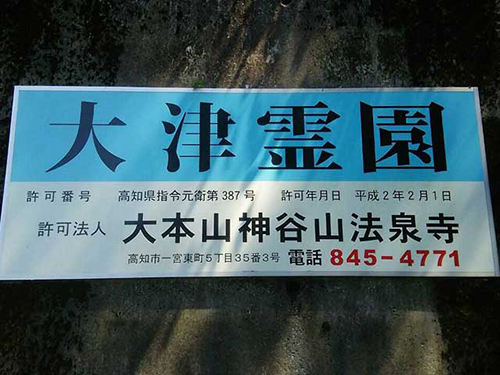 大津霊園
許可番号 高知県指令元衛第387号 許可年月日 平成2年2月1日
許可法人 大本山神谷山法泉寺
高知市一宮東町5丁目35番3号 電話 845-4771